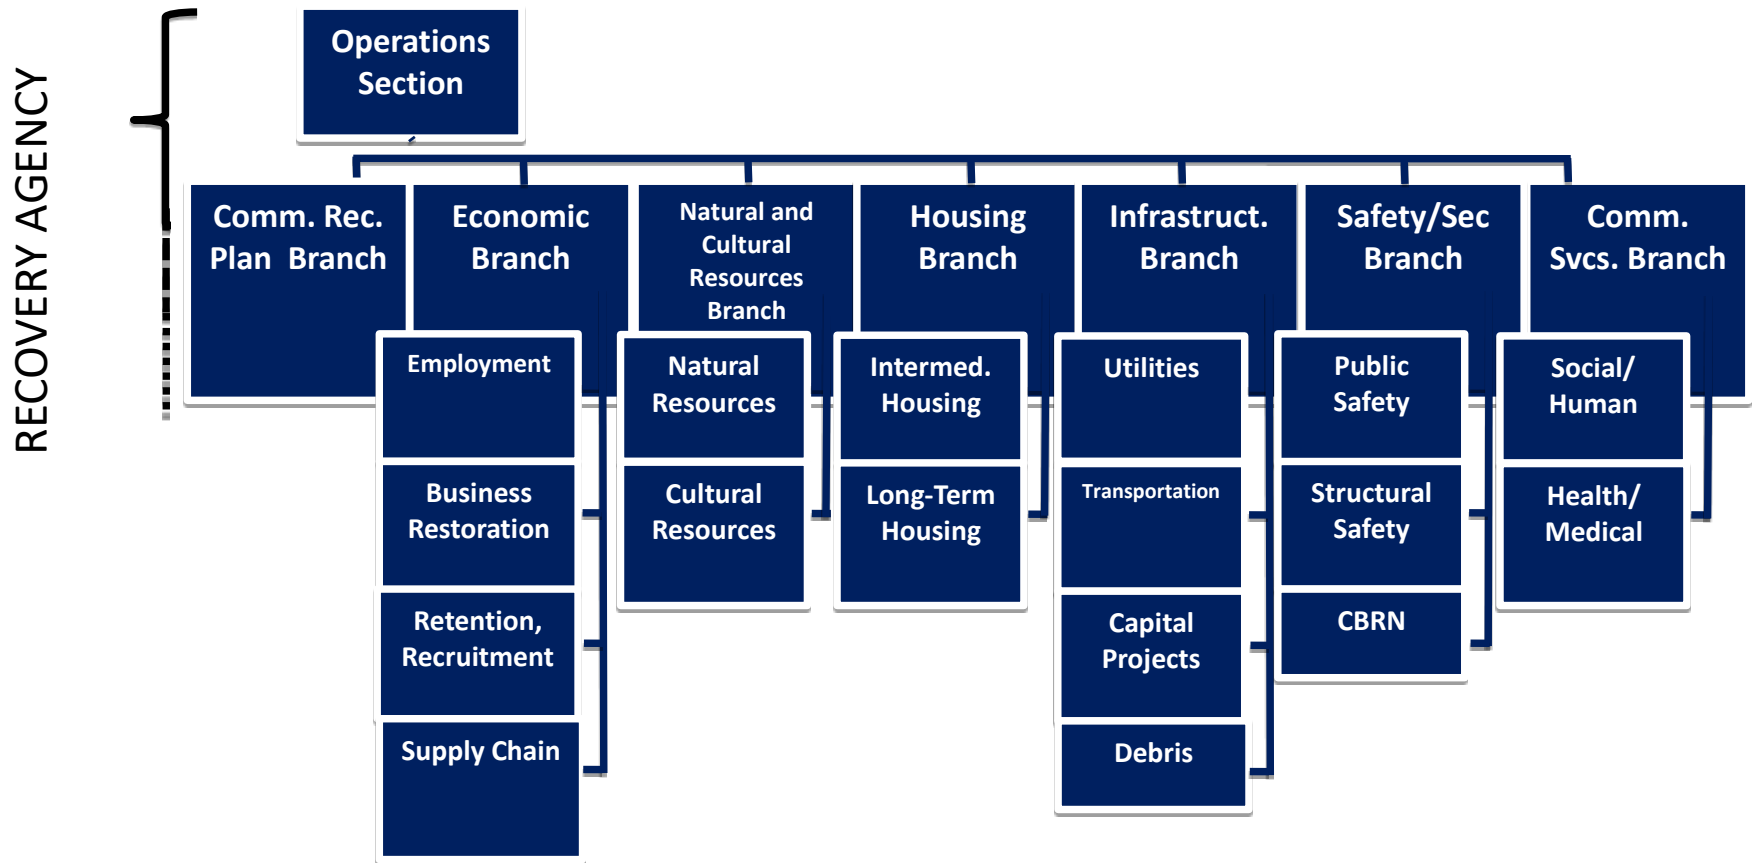 RECOVERY AGENCY
Operations
Section
Comm. Rec.
Plan Branch
Economic
Branch
Natural and
Cultural
Resources
Branch
Housing
Branch
Infrastruct.
Branch
Safety/Sec
Branch
Comm.
Svcs. Branch
Employment
Business
Restoration
Retention,
Recruitment
Supply Chain
Natural
Resources
Cultural
Resources
Intermed.
Housing
Long-Term
Housing
Utilities
Transportation
Capital
Projects
Debris
Public
Safety
Structural
Safety
CBRN
Social/
Human
Health/
Medical